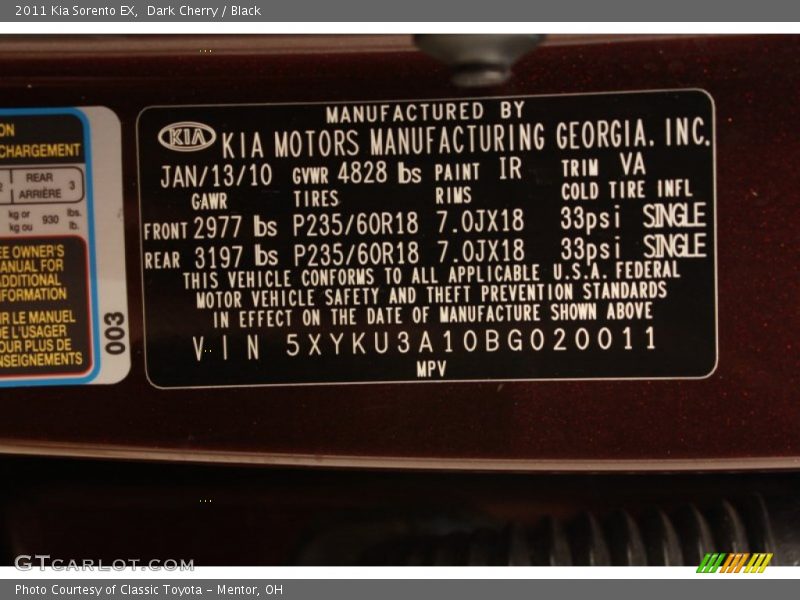 2011 Kia Sorento EX, Dark Cherry / Black
ON
CHARGEMENT
REAR 3
ARRIÈRE
kg or 930 lbs.
kg ou lb.
EE OWNER'S
ANUAL FOR
DDITIONAL
FORMATION
IR LE MANUEL
DE L'USAGER
OUR PLUS DE
NSEIGNEMENTS
003
MANUFACTURED BY
KIA KIA MOTORS MANUFACTURING GEORGIA. INC.
JAN/13/10 GVWR 4828 lbs PAINT IR TRIM VA
GAWR TIRES RIMS COLD TIRE INFL
FRONT 2977 lbs P235/60R18 7.0JX18 33psi SINGLE
REAR 3197 lbs P235/60R18 7.0JX18 33psi SINGLE
THIS VEHICLE CONFORMS TO ALL APPLICABLE U.S.A. FEDERAL
MOTOR VEHICLE SAFETY AND THEFT PREVENTION STANDARDS
IN EFFECT ON THE DATE OF MANUFACTURE SHOWN ABOVE
VIN 5XYKU3A10BG020011
MPV
GTCARLOT.COM
Photo Courtesy of Classic Toyota - Mentor, OH